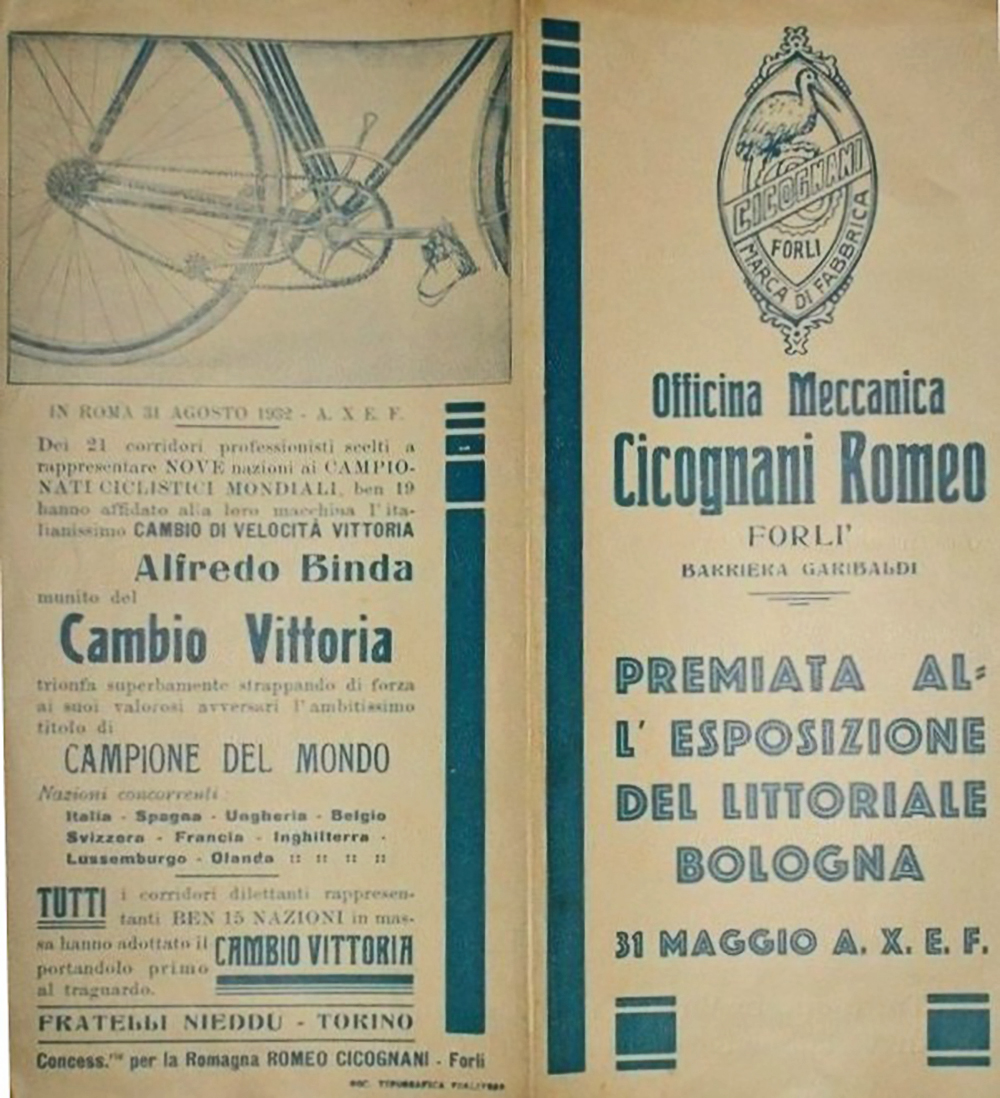 IN ROMA 31 AGOSTO 1932 - A. X E. F.
Dei 21 corridori professionisti scelti a
rappresentare NOVE nazioni ai CAMPIO-
NATI CICLISTICI MONDIALI, ben 19
hanno affidato alla loro macchina l'ita-
lianissimo CAMBIO DI VELOCITÀ VITTORIA
Alfredo Binda
munito del
Cambio Vittoria
trionfa superbamente strappando di forza
ai suoi valorosi avversari l'ambitissimo
titolo di
CAMPIONE DEL MONDO
Nazioni concorrenti:
Italia - Spagna - Ungheria - Belgio
Svizzera - Francia - Inghilterra -
Lussemburgo - Olanda :: :: :: ::
TUTTI i corridori dilettanti rappresen-
tanti BEN 15 NAZIONI in mas-
sa hanno adottato il CAMBIO VITTORIA
portandolo primo
al traguardo.
FRATELLI NIEDDU - TORINO
Concess.rio per la Romagna ROMEO CICOGNANI - Forlì
SOC. TIPOGRAFICA FORLIVESE
CICOGNANI
FORLI
MARCA DI FABBRICA
Officina Meccanica
Cicognani Romeo
FORLI'
BARRIERA GARIBALDI
PREMIATA AL-
L' ESPOSIZIONE
DEL LITTORIALE
BOLOGNA
31 MAGGIO A. X. E. F.